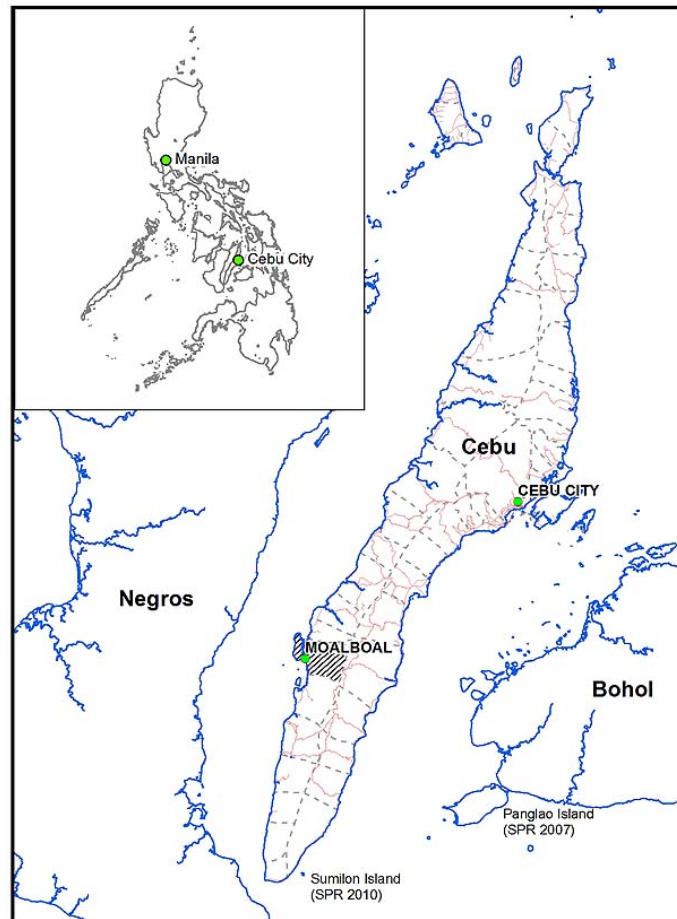 Manila
Cebu City
Cebu
CEBU CITY
Negros
MOALBOAL
Bohol
Panglao Island
(SPR 2007)
Sumilon Island
(SPR 2010)